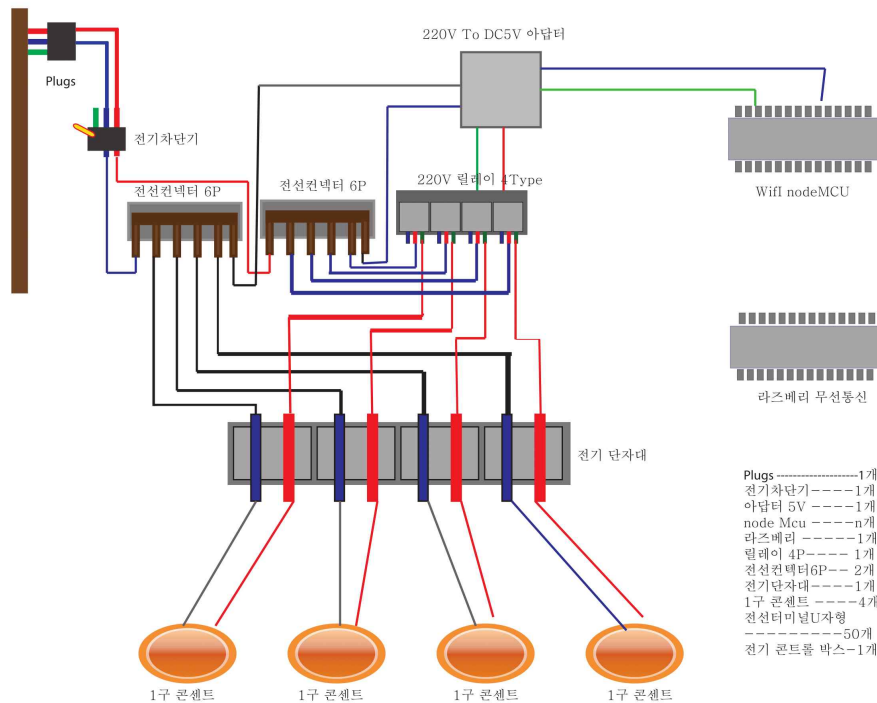 220V To DC5V 아답터
Plugs
전기차단기
전선컨넥터 6P
전선컨넥터 6P
220V 릴레이 4Type
WifI nodeMCU
라즈베리 무선통신
전기 단자대
Plugs -------------------1개
전기차단기----1개
아답터 5V ----1개
node Mcu ----n개
라즈베리 -----1개
릴레이 4P---- 1개
전선컨텍터6P-- 2개
전기단자대----1개
1구 콘센트 ----4개
전선터미널U자형
---------50개
전기 콘트롤 박스-1개
1구 콘센트
1구 콘센트
1구 콘센트
1구 콘센트